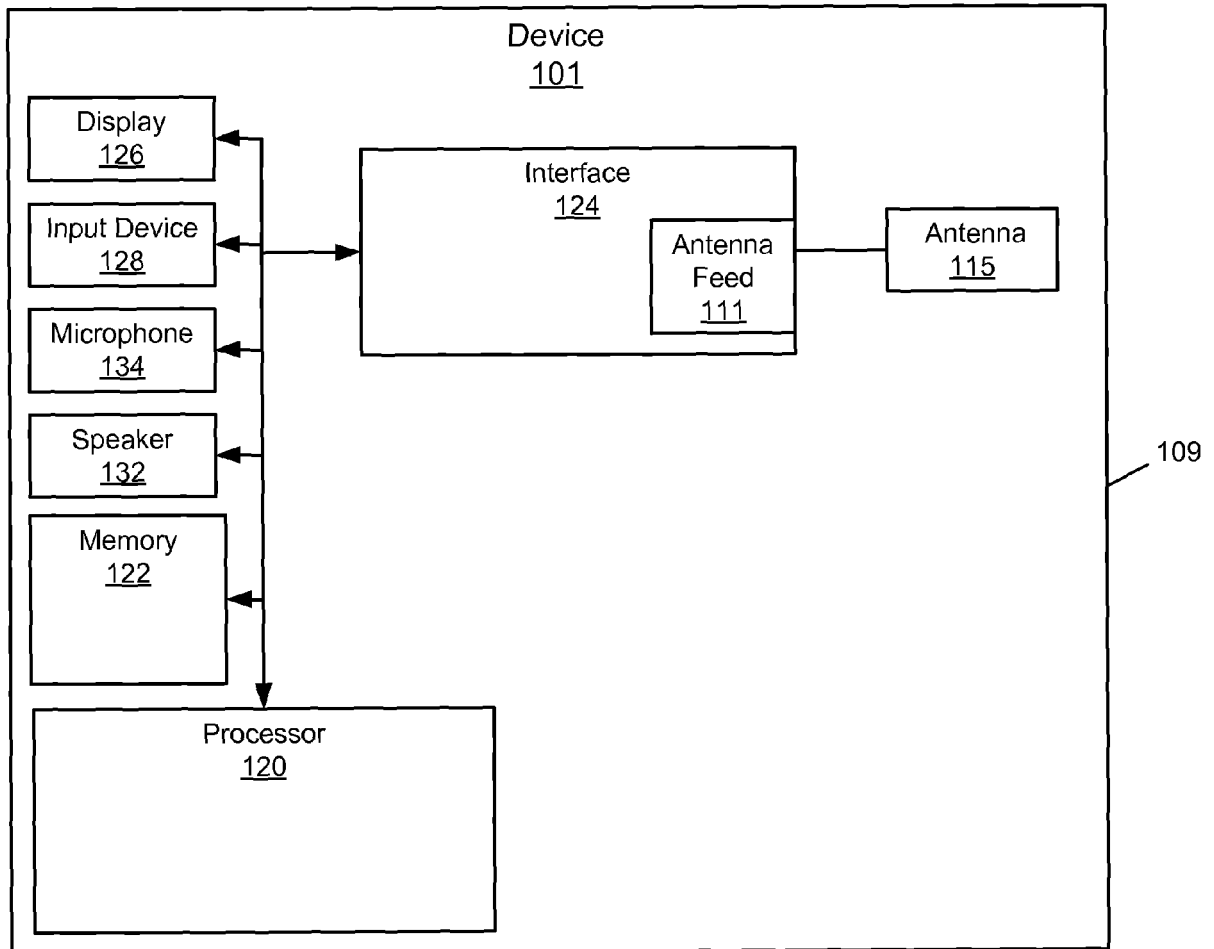 Device
101
Display
126
Input Device
128
Microphone
134
Speaker
132
Memory
122
Processor
120
Interface
124
Antenna
Feed
111
Antenna
115
109